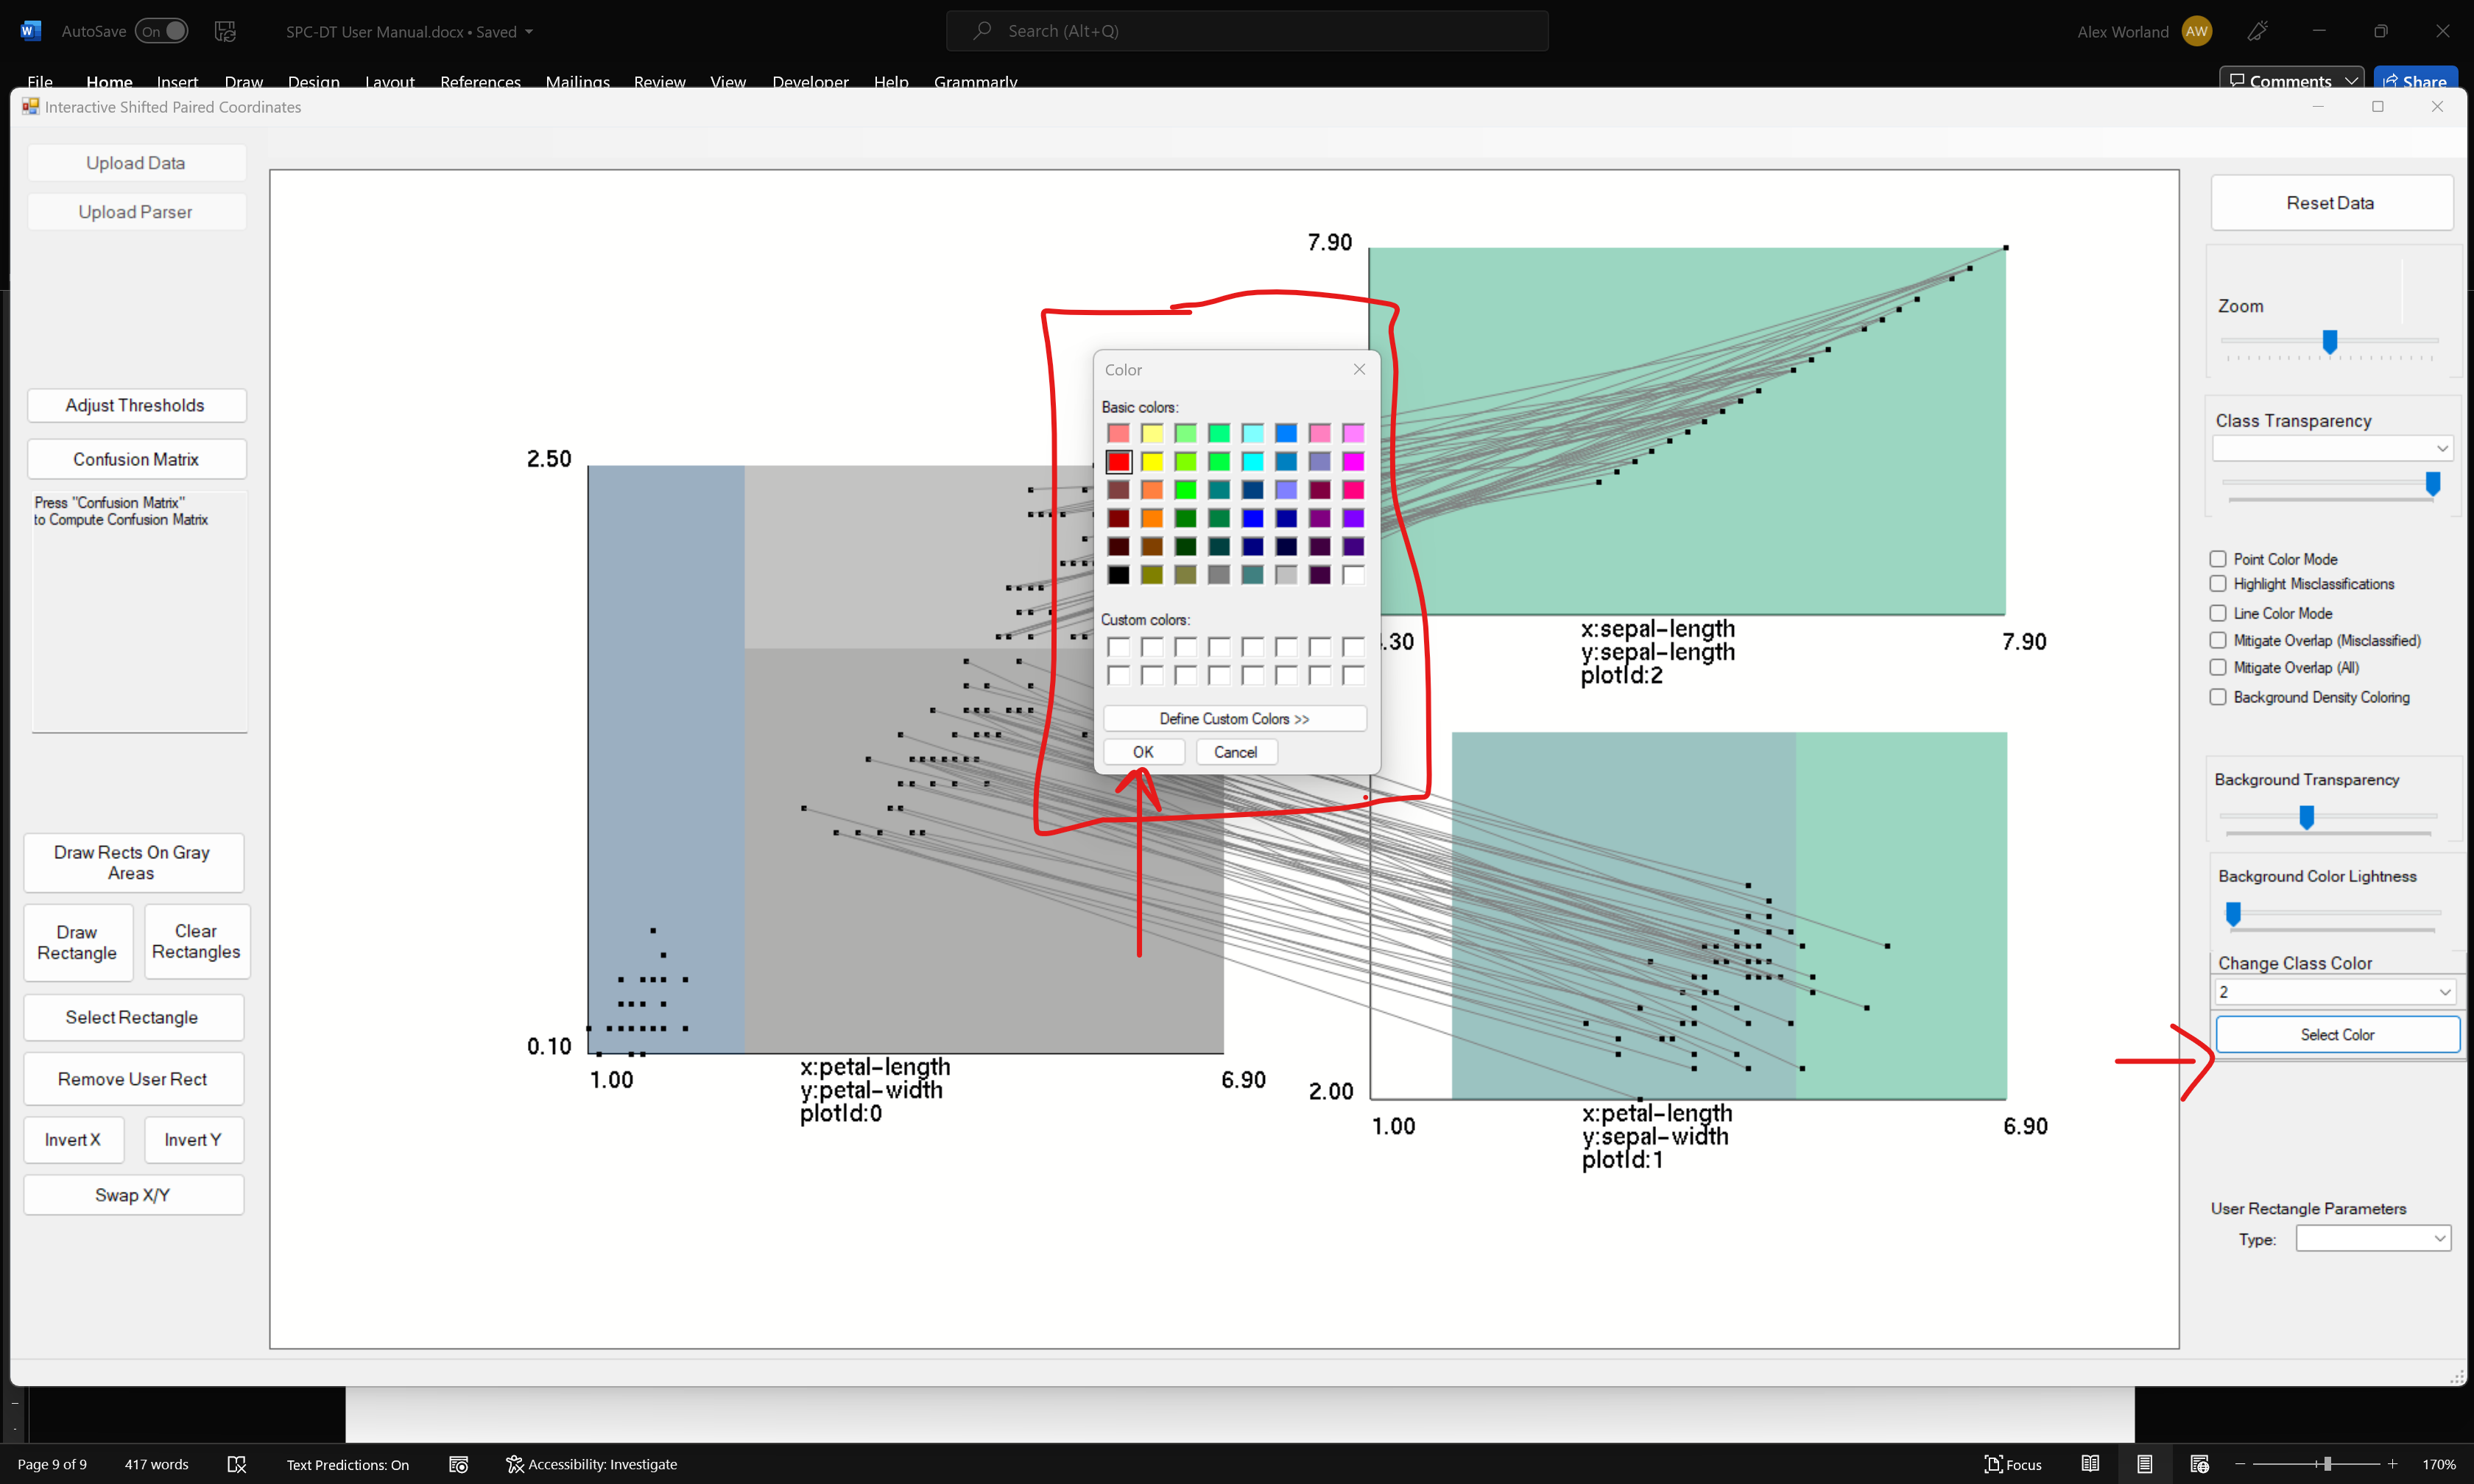 AutoSave On SPC-DT User Manual.docx • Saved Search (Alt+Q) Alex Worland AW
File Home Insert Draw Design Layout References Mailings Review View Developer Help Grammarly Comments Share
Interactive Shifted Paired Coordinates
Upload Data
Upload Parser
Adjust Thresholds
Confusion Matrix
Press "Confusion Matrix"
to Compute Confusion Matrix
Draw Rects On Gray
Areas
Draw
Rectangle
Clear
Rectangles
Select Rectangle
Remove User Rect
Invert X
Invert Y
Swap X/Y
2.50
0.10
1.00
x:petal-length
y:petal-width
plotId:0
6.90
7.90
.30
x:sepal-length
y:sepal-length
plotId:2
7.90
2.00
1.00
x:petal-length
y:sepal-width
plotId:1
6.90
Color
Basic colors:
Custom colors:
Define Custom Colors >>
OK
Cancel
Reset Data
Zoom
Class Transparency
Point Color Mode
Highlight Misclassifications
Line Color Mode
Mitigate Overlap (Misclassified)
Mitigate Overlap (All)
Background Density Coloring
Background Transparency
Background Color Lightness
Change Class Color
2
Select Color
User Rectangle Parameters
Type:
Page 9 of 9 417 words Text Predictions: On Accessibility: Investigate Focus 170%